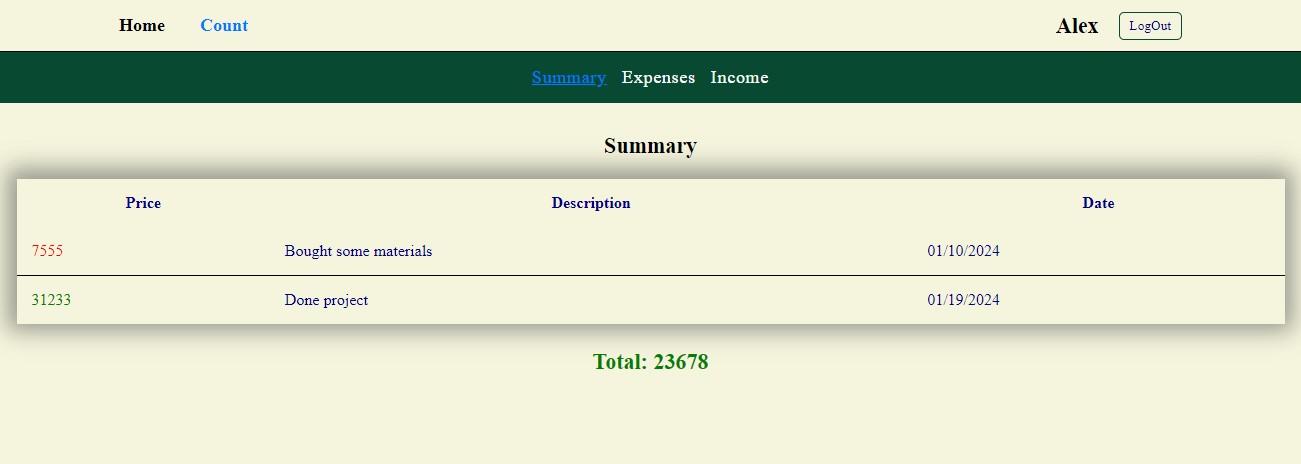 Home Count Alex LogOut
Summary Expenses Income
Summary
Price Description Date
7555 Bought some materials 01/10/2024
31233 Done project 01/19/2024
Total: 23678